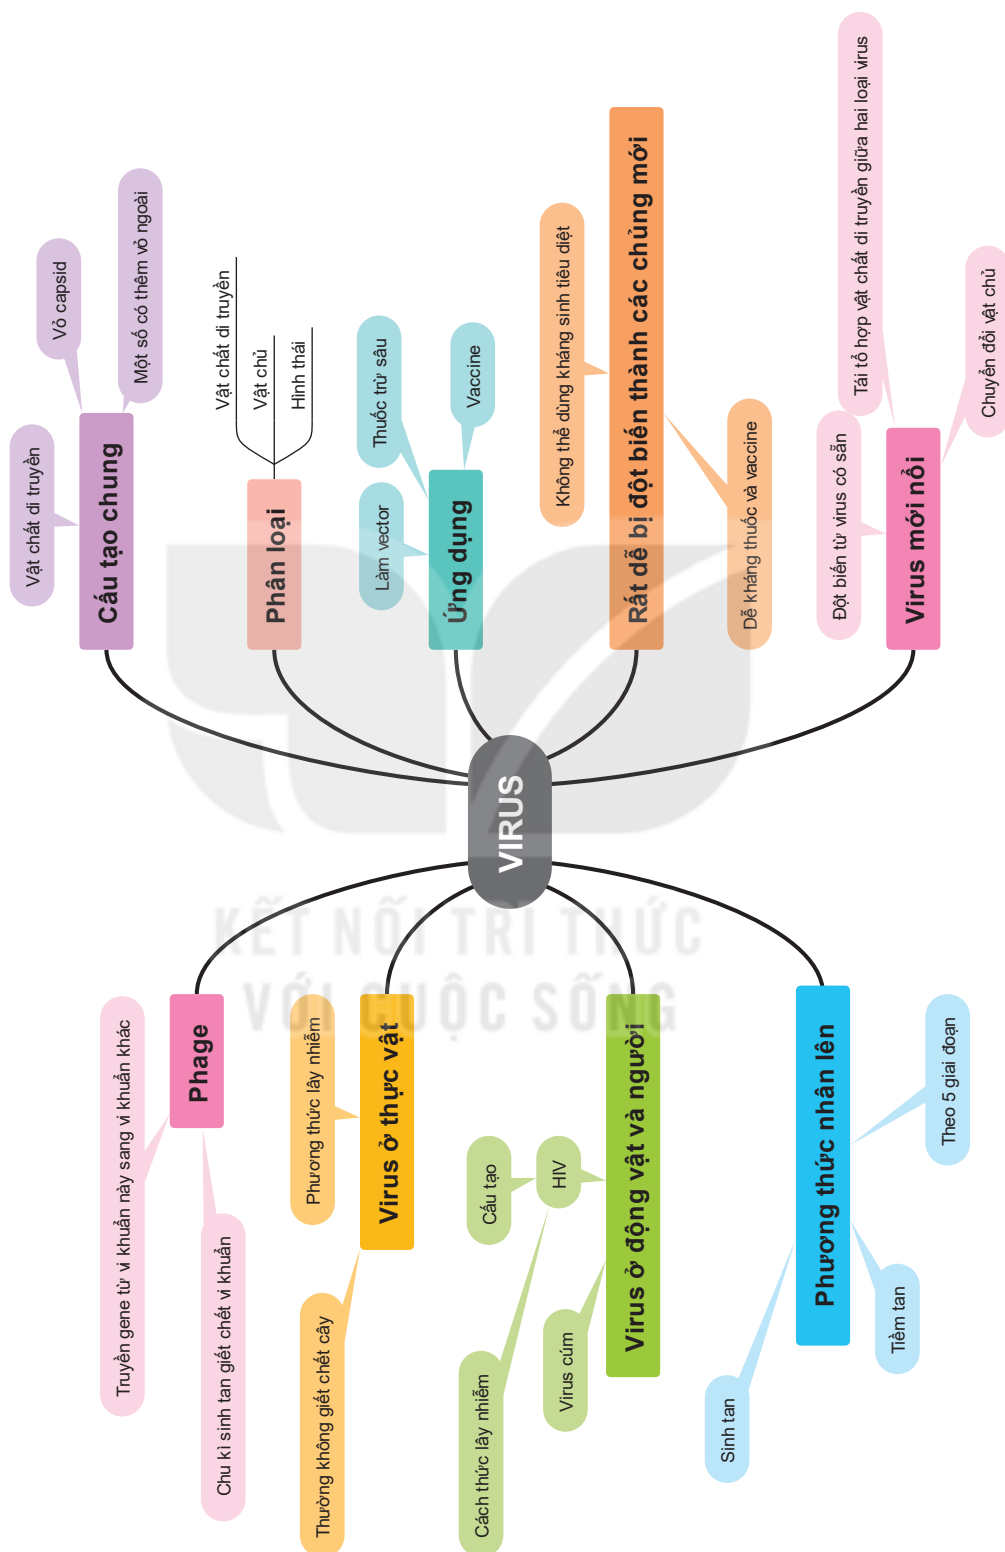 VIRUS
Cấu tạo chung
Vật chất di truyền
Vỏ capsid
Một số có thêm vỏ ngoài
Phân loại
Vật chất di truyền
Vật chủ
Hình thái
Ứng dụng
Làm vector
Thuốc trừ sâu
Vaccine
Rất dễ bị đột biến thành các chủng mới
Không thể dùng kháng sinh tiêu diệt
Dễ kháng thuốc và vaccine
Virus mới nổi
Đột biến từ virus có sẵn
Tái tổ hợp vật chất di truyền giữa hai loại virus
Chuyển đổi vật chủ
Phage
Truyền gene từ vi khuẩn này sang vi khuẩn khác
Chu kì sinh tan giết chết vi khuẩn
Virus ở thực vật
Phương thức lây nhiễm
Thường không giết chết cây
Virus ở động vật và người
HIV
Cấu tạo
Cách thức lây nhiễm
Virus cúm
Phương thức nhân lên
Sinh tan
Tiềm tan
Theo 5 giai đoạn
KẾT NỐI TRI THỨC
VỚI CUỘC SỐNG